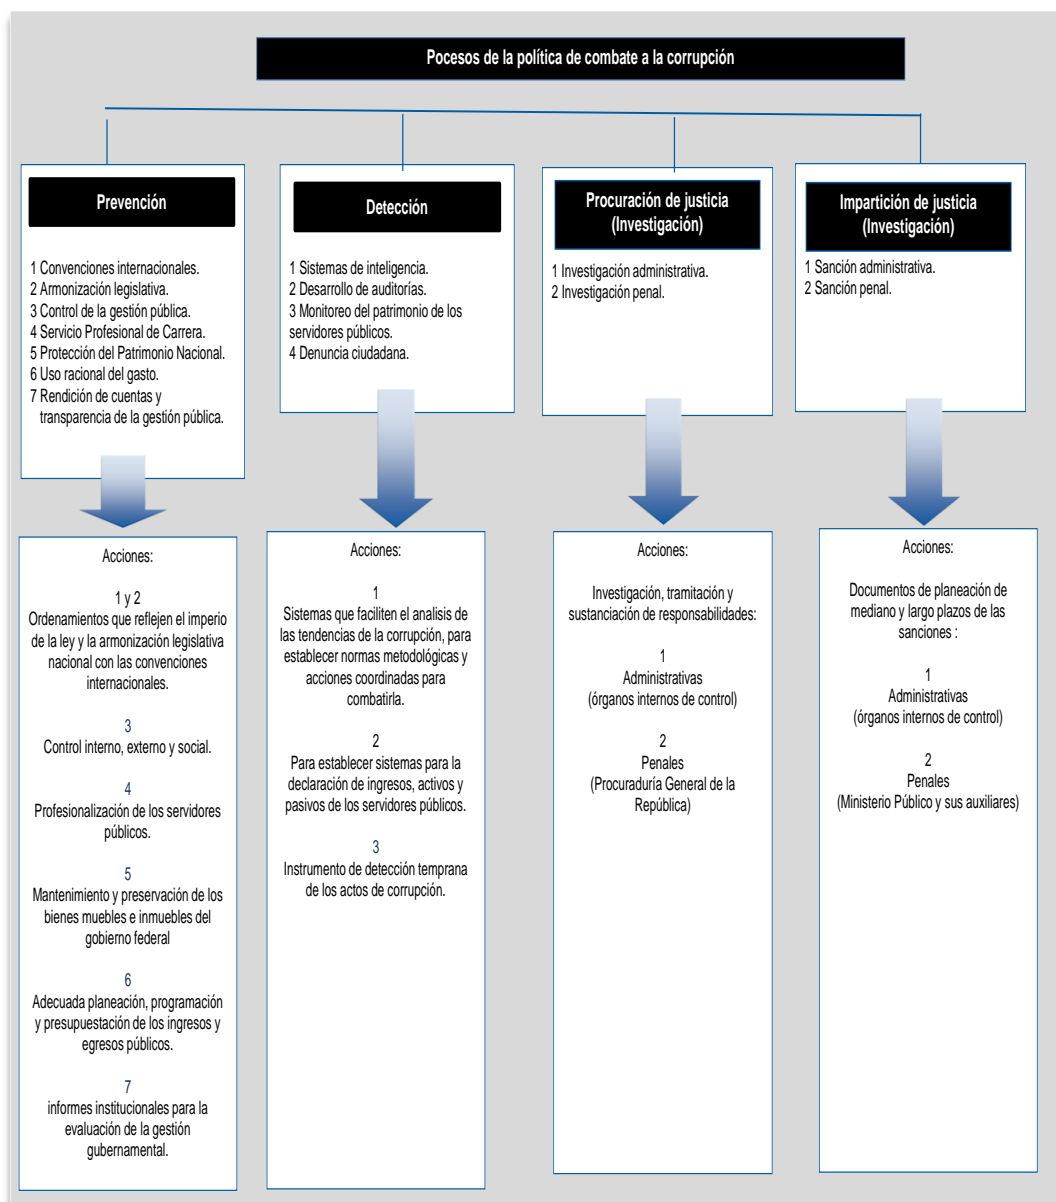 Pocesos de la política de combate a la corrupción
Prevención
1 Convenciones internacionales.
2 Armonización legislativa.
3 Control de la gestión pública.
4 Servicio Profesional de Carrera.
5 Protección del Patrimonio Nacional.
6 Uso racional del gasto.
7 Rendición de cuentas y
transparencia de la gestión pública.
Detección
1 Sistemas de inteligencia.
2 Desarrollo de auditorías.
3 Monitoreo del patrimonio de los
servidores públicos.
4 Denuncia ciudadana.
Procuración de justicia
(Investigación)
1 Investigación administrativa.
2 Investigación penal.
Impartición de justicia
(Investigación)
1 Sanción administrativa.
2 Sanción penal.
Acciones:
1 y 2
Ordenamientos que reflejen el imperio
de la ley y la armonización legislativa
nacional con las convenciones
internacionales.
3
Control interno, externo y social.
4
Profesionalización de los servidores
públicos.
5
Mantenimiento y preservación de los
bienes muebles e inmuebles del
gobierno federal
6
Adecuada planeación, programación
y presupuestación de los ingresos y
egresos públicos.
7
informes institucionales para la
evaluación de la gestión
gubernamental.
Acciones:
1
Sistemas que faciliten el analisis de
las tendencias de la corrupción, para
establecer normas metodológicas y
acciones coordinadas para
combatirla.
2
Para establecer sistemas para la
declaración de ingresos, activos y
pasivos de los servidores públicos.
3
Instrumento de detección temprana
de los actos de corrupción.
Acciones:
Investigación, tramitación y
sustanciación de responsabilidades:
1
Administrativas
(órganos internos de control)
2
Penales
(Procuraduría General de la
República)
Acciones:
Documentos de planeación de
mediano y largo plazos de las
sanciones :
1
Administrativas
(órganos internos de control)
2
Penales
(Ministerio Público y sus auxiliares)